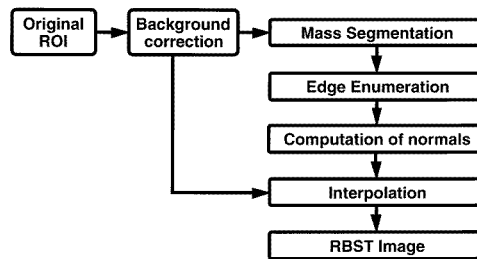 Original
ROI
Background
correction
Mass Segmentation
Edge Enumeration
Computation of normals
Interpolation
RBST Image